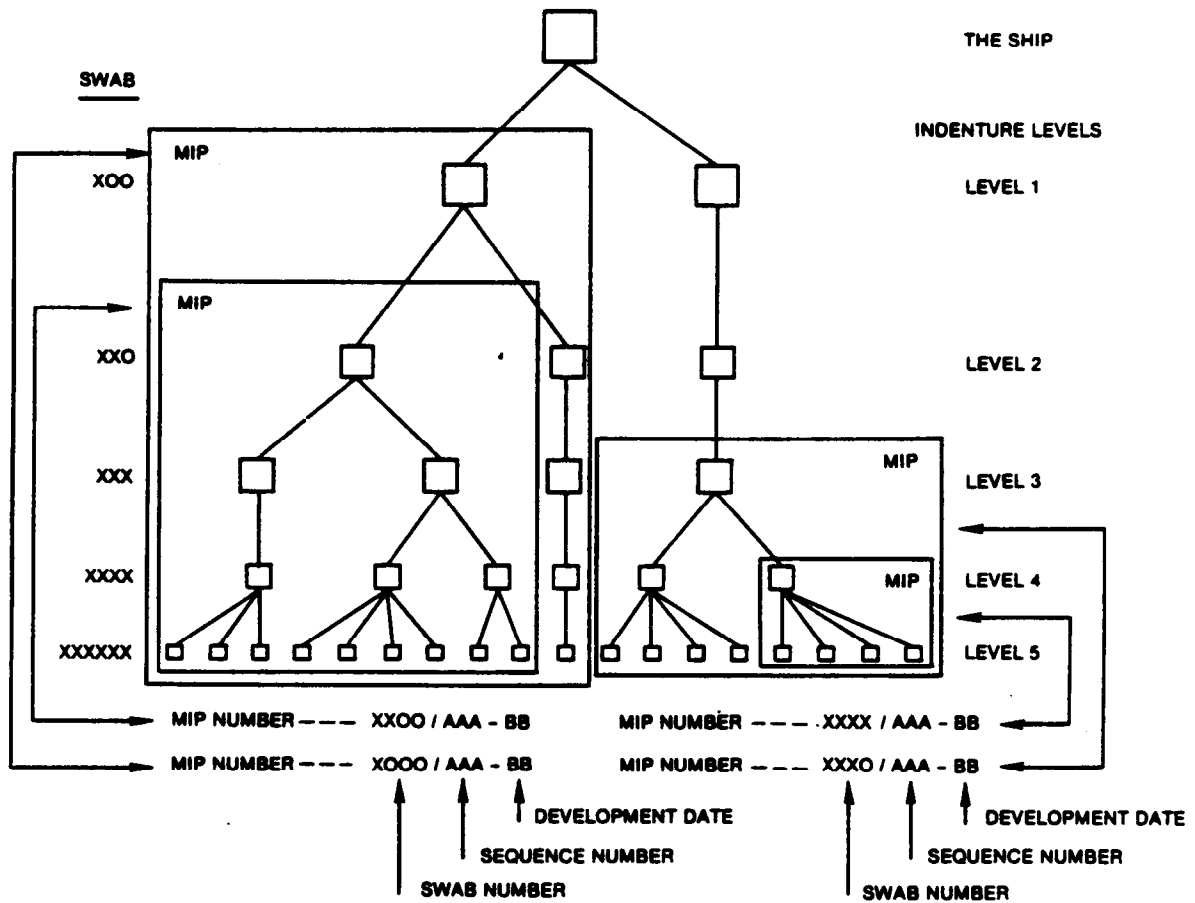 THE SHIP
SWAB
INDENTURE LEVELS
MIP
XOO
LEVEL 1
MIP
XXO
LEVEL 2
MIP
XXX
LEVEL 3
XXXX
MIP
LEVEL 4
XXXXXX
LEVEL 5
MIP NUMBER --- XXOO / AAA - BB
MIP NUMBER ---- XXXX / AAA - BB
MIP NUMBER --- XOOO / AAA - BB
MIP NUMBER ---- XXXO / AAA - BB
DEVELOPMENT DATE
DEVELOPMENT DATE
SEQUENCE NUMBER
SEQUENCE NUMBER
SWAB NUMBER
SWAB NUMBER